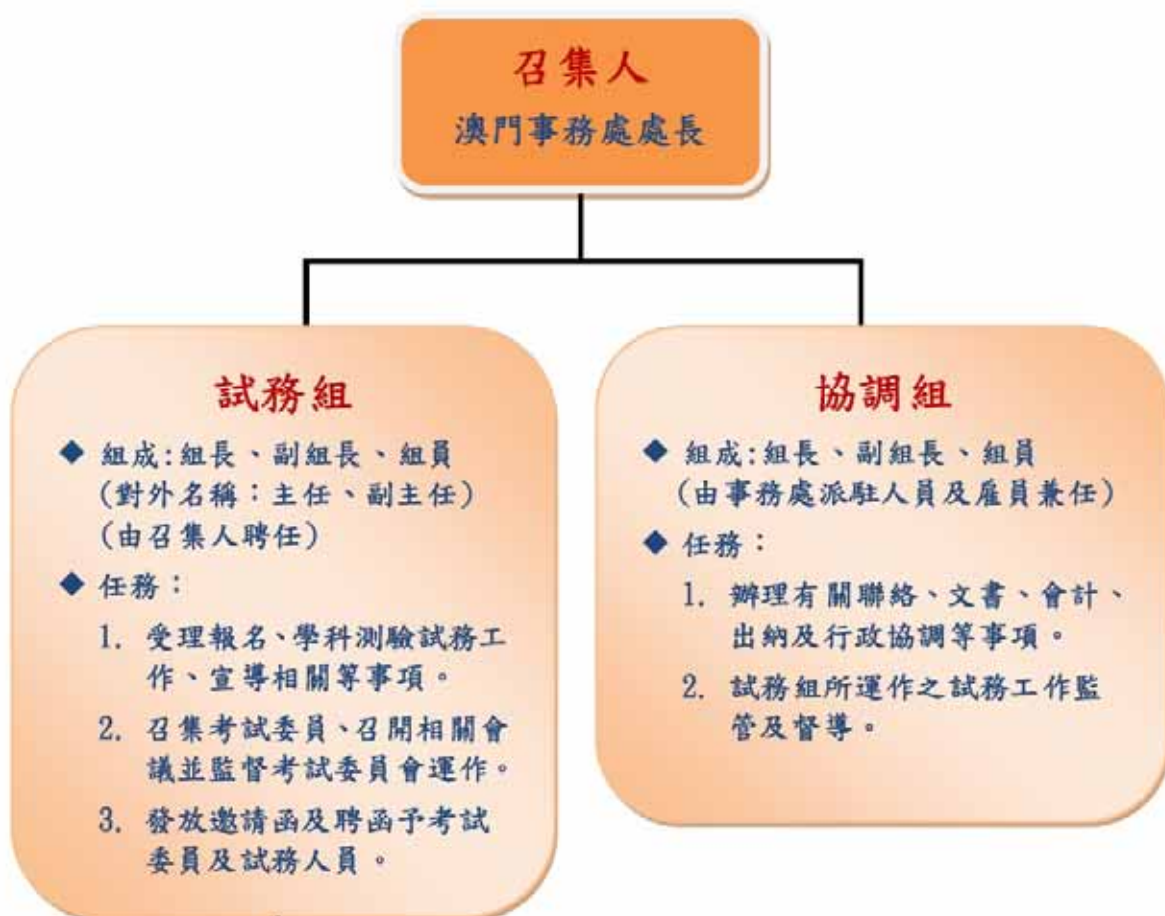 召集人
澳門事務處處長
試務組
◆ 組成:組長、副組長、組員
(對外名稱：主任、副主任)
(由召集人聘任)
◆ 任務：
1. 受理報名、學科測驗試務工
作、宣導相關等事項。
2. 召集考試委員、召開相關會
議並監督考試委員會運作。
3. 發放邀請函及聘函予考試
委員及試務人員。
協調組
◆ 組成:組長、副組長、組員
(由事務處派駐人員及雇員兼任)
◆ 任務：
1. 辦理有關聯絡、文書、會計、
出納及行政協調等事項。
2. 試務組所運作之試務工作監
管及督導。